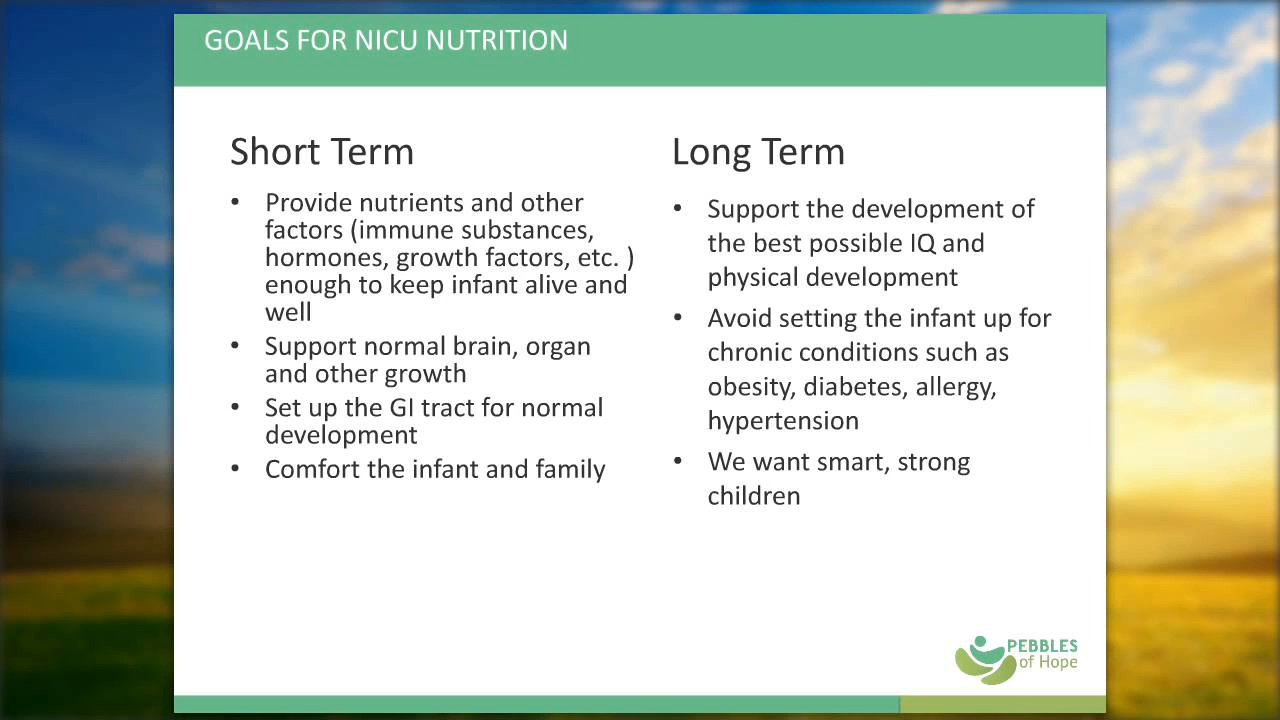 GOALS FOR NICU NUTRITION
Short Term
• Provide nutrients and other
factors (immune substances,
hormones, growth factors, etc. )
enough to keep infant alive and
well
• Support normal brain, organ
and other growth
• Set up the GI tract for normal
development
• Comfort the infant and family
Long Term
• Support the development of
the best possible IQ and
physical development
• Avoid setting the infant up for
chronic conditions such as
obesity, diabetes, allergy,
hypertension
• We want smart, strong
children
PEBBLES
of Hope